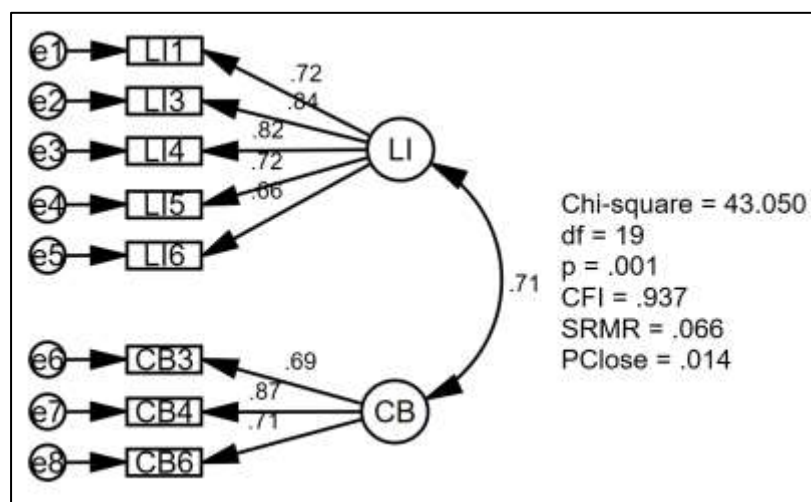 e1 LI1
.72
e2 LI3
.84
.82
e3 LI4
LI
.72
e4 LI5
.66
e5 LI6
Chi-square = 43.050
df = 19
p = .001
CFI = .937
SRMR = .066
PClose = .014
.71
e6 CB3
.69
.87
e7 CB4
CB
.71
e8 CB6